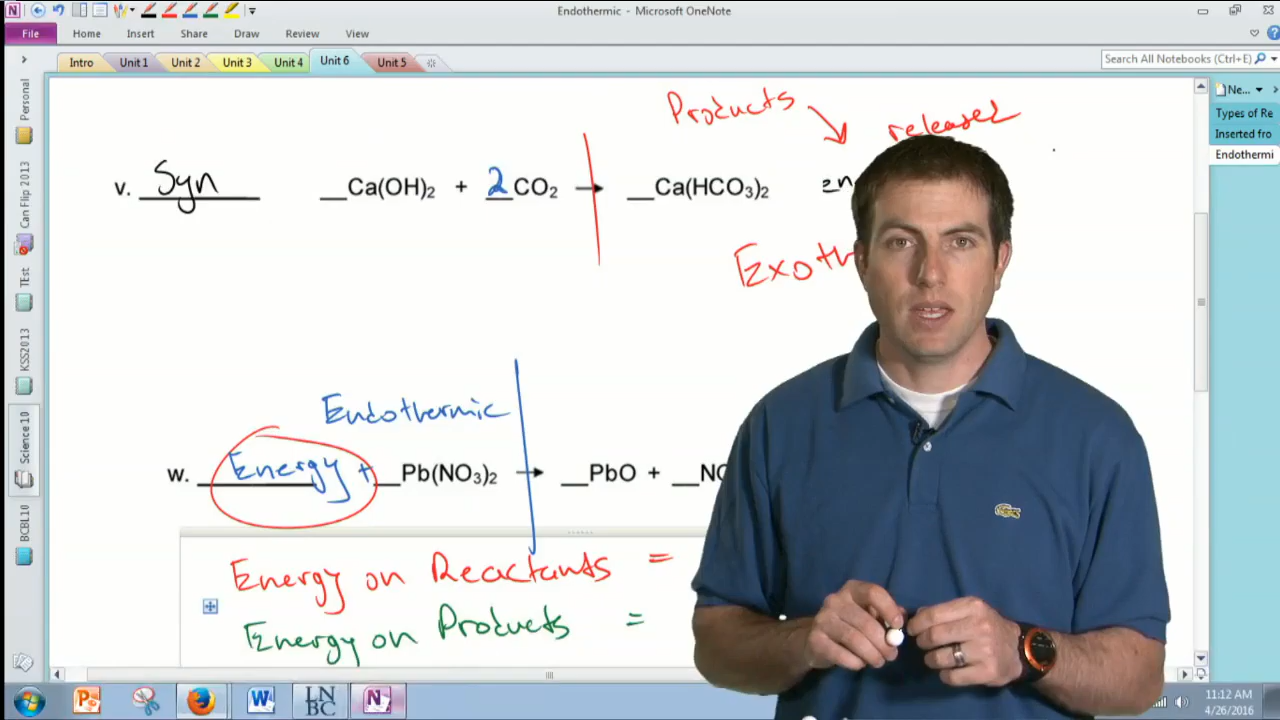 Endothermic - Microsoft OneNote
File Home Insert Share Draw Review View
Intro Unit 1 Unit 2 Unit 3 Unit 4 Unit 6 Unit 5
Search All Notebooks (Ctrl+E)
Ne...
Types of Re
Inserted fro
Endothermi
Personal
Can Flip 2013
TEst
KSS2013
Science 10
BCBL10
Products
released
v. Syn __Ca(OH)2 + 2CO2 → __Ca(HCO3)2
Exoth
Endothermic
w. Energy + __Pb(NO3)2 → __PbO + __NO
Energy on Reactants =
Energy on Products =
LN
BC
11:12 AM
4/26/2016